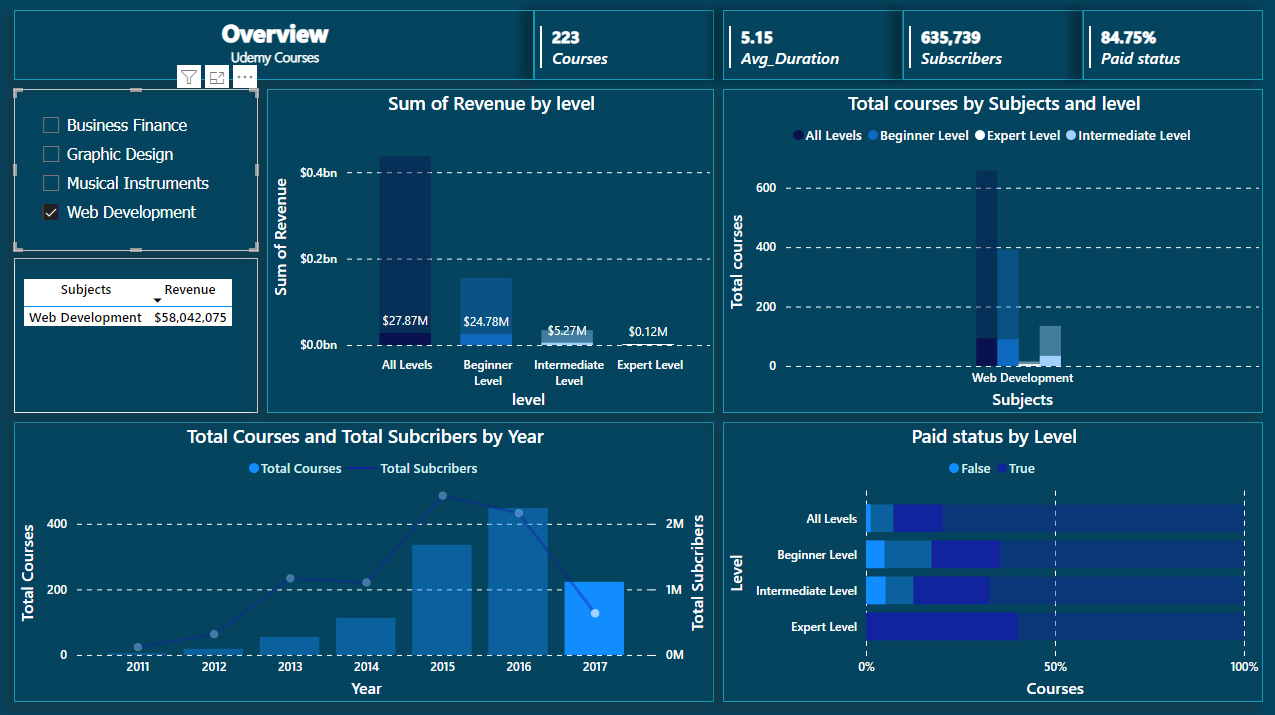 Overview
Udemy Courses
223
Courses
5.15
Avg_Duration
635,739
Subscribers
84.75%
Paid status
Business Finance
Graphic Design
Musical Instruments
Web Development
Subjects Revenue
Web Development $58,042,075
Sum of Revenue by level
Sum of Revenue
$0.4bn
$0.2bn
$0.0bn
$27.87M
$24.78M
$5.27M
$0.12M
All Levels
Beginner Level
Intermediate Level
Expert Level
level
Total courses by Subjects and level
All Levels Beginner Level Expert Level Intermediate Level
Total courses
600
400
200
0
Web Development
Subjects
Total Courses and Total Subcribers by Year
Total Courses Total Subcribers
Total Courses
400
200
0
2M
1M
0M
Total Subcribers
2011 2012 2013 2014 2015 2016 2017
Year
Paid status by Level
False True
Level
All Levels
Beginner Level
Intermediate Level
Expert Level
0% 50% 100%
Courses